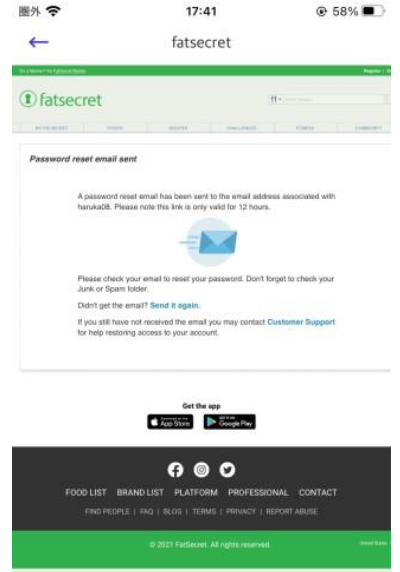 圏外 17:41 58%
fatsecret
fatsecret
Password reset email sent
A password reset email has been sent to the email address associated with
haruka08. Please note this link is only valid for 12 hours.
Please check your email to reset your password. Don't forget to check your
Junk or Spam folder.
Didn't get the email? Send it again.
If you still have not received the email you may contact Customer Support
for help restoring access to your account.
Get the app
App Store Google Play
FOOD LIST BRAND LIST PLATFORM PROFESSIONAL CONTACT
FIND PEOPLE | FAQ | BLOG | TERMS | PRIVACY | REPORT ABUSE
© 2021 FatSecret. All rights reserved.
United States